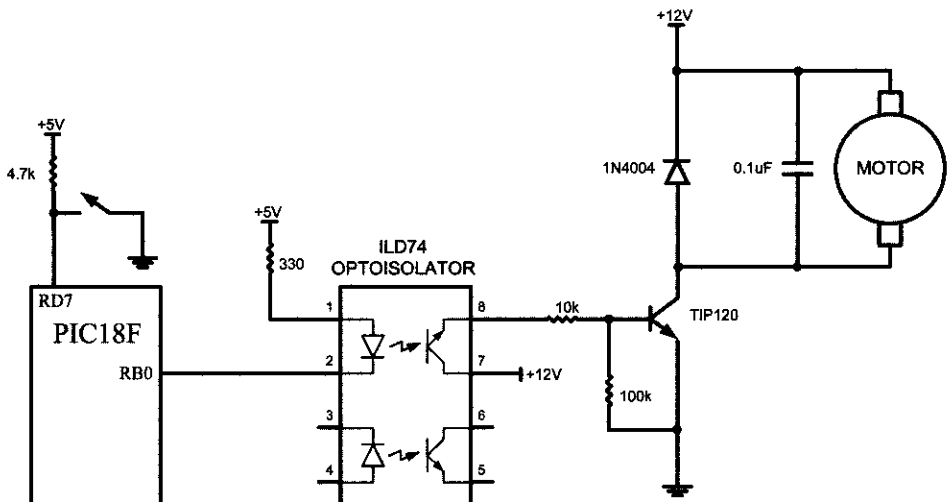 +12V
+5V
4.7k
1N4004
0.1uF
MOTOR
+5V
330
ILD74
OPTOISOLATOR
RD7
PIC18F
RB0
1
2
3
4
8
7
6
5
10k
TIP120
+12V
100k